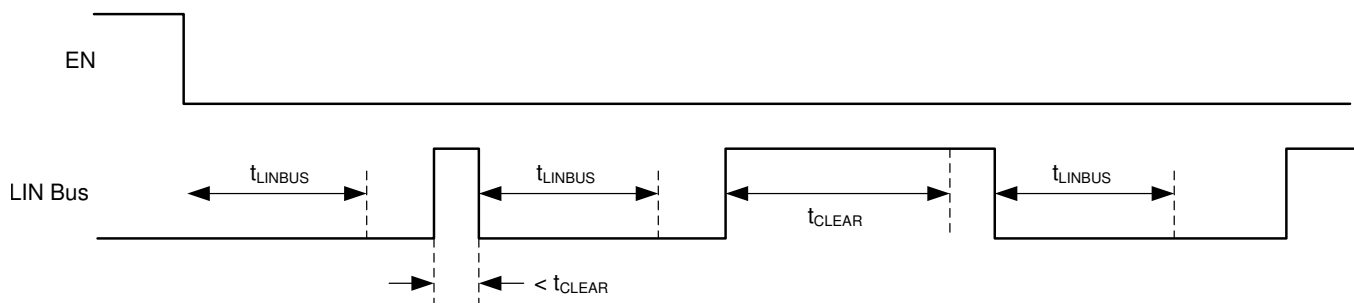 EN
LIN Bus
tLINBUS
tLINBUS
tCLEAR
tLINBUS
< tCLEAR